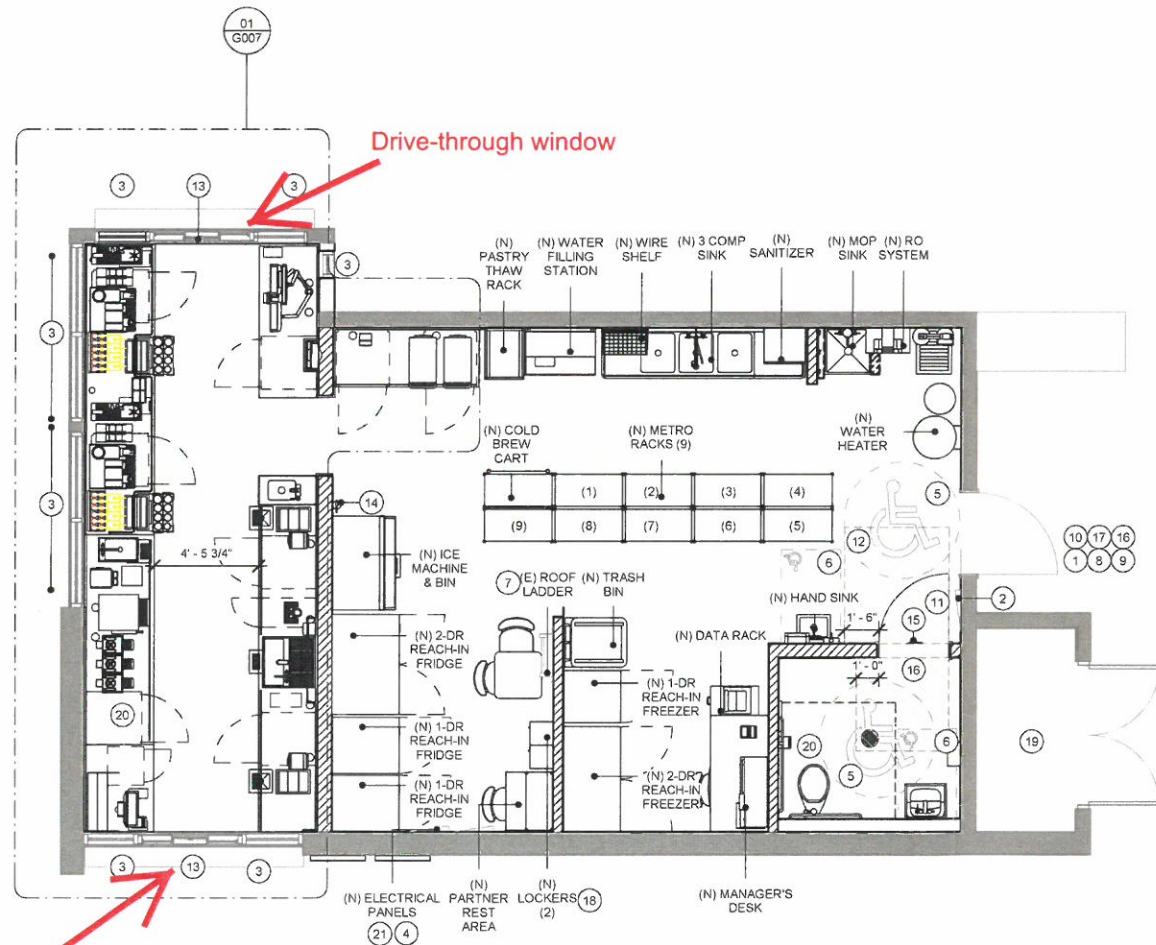 01
G007
Drive-through window
3
13
3
(N)
PASTRY
THAW
RACK
(N) WATER
FILLING
STATION
(N) WIRE
SHELF
(N) 3 COMP
SINK
(N)
SANITIZER
(N) MOP
SINK
(N) RO
SYSTEM
3
3
3
(N) COLD
BREW
CART
(N) METRO
RACKS (9)
(N)
WATER
HEATER
(1)
(2)
(3)
(4)
(9)
(8)
(7)
(6)
(5)
5
14
4' - 5 3/4"
(N) ICE
MACHINE
& BIN
12
6
10
17
16
1
8
9
7
(E) ROOF
LADDER
(N) TRASH
BIN
(N) HAND SINK
1' - 6"
11
2
15
(N) DATA RACK
(N) 2-DR
REACH-IN
FRIDGE
1' - 0"
16
(N) 1-DR
REACH-IN
FREEZER
20
(N) 1-DR
REACH-IN
FRIDGE
20
6
19
5
(N) 1-DR
REACH-IN
FRIDGE
(N) 2-DR
REACH-IN
FREEZER
3
13
3
(N) ELECTRICAL
PANELS
21
4
(N)
PARTNER
REST
AREA
(N)
LOCKERS
(2)
18
(N) MANAGER'S
DESK